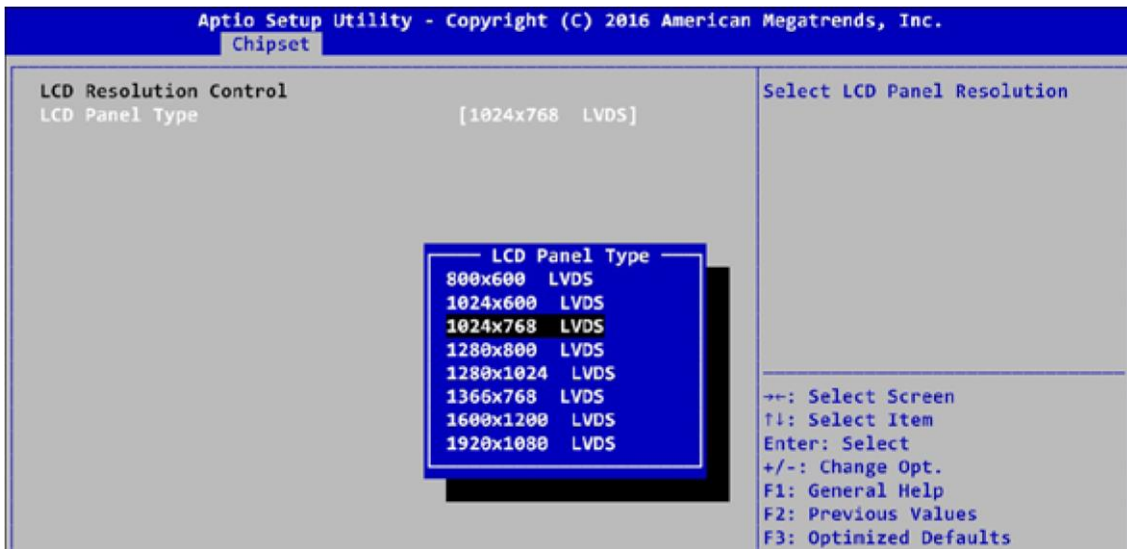 Aptio Setup Utility - Copyright (C) 2016 American Megatrends, Inc.
Chipset
LCD Resolution Control
LCD Panel Type [1024x768 LVDS]
Select LCD Panel Resolution
LCD Panel Type
800x600 LVDS
1024x600 LVDS
1024x768 LVDS
1280x800 LVDS
1280x1024 LVDS
1366x768 LVDS
1600x1200 LVDS
1920x1080 LVDS
→←: Select Screen
↑↓: Select Item
Enter: Select
+/-: Change Opt.
F1: General Help
F2: Previous Values
F3: Optimized Defaults